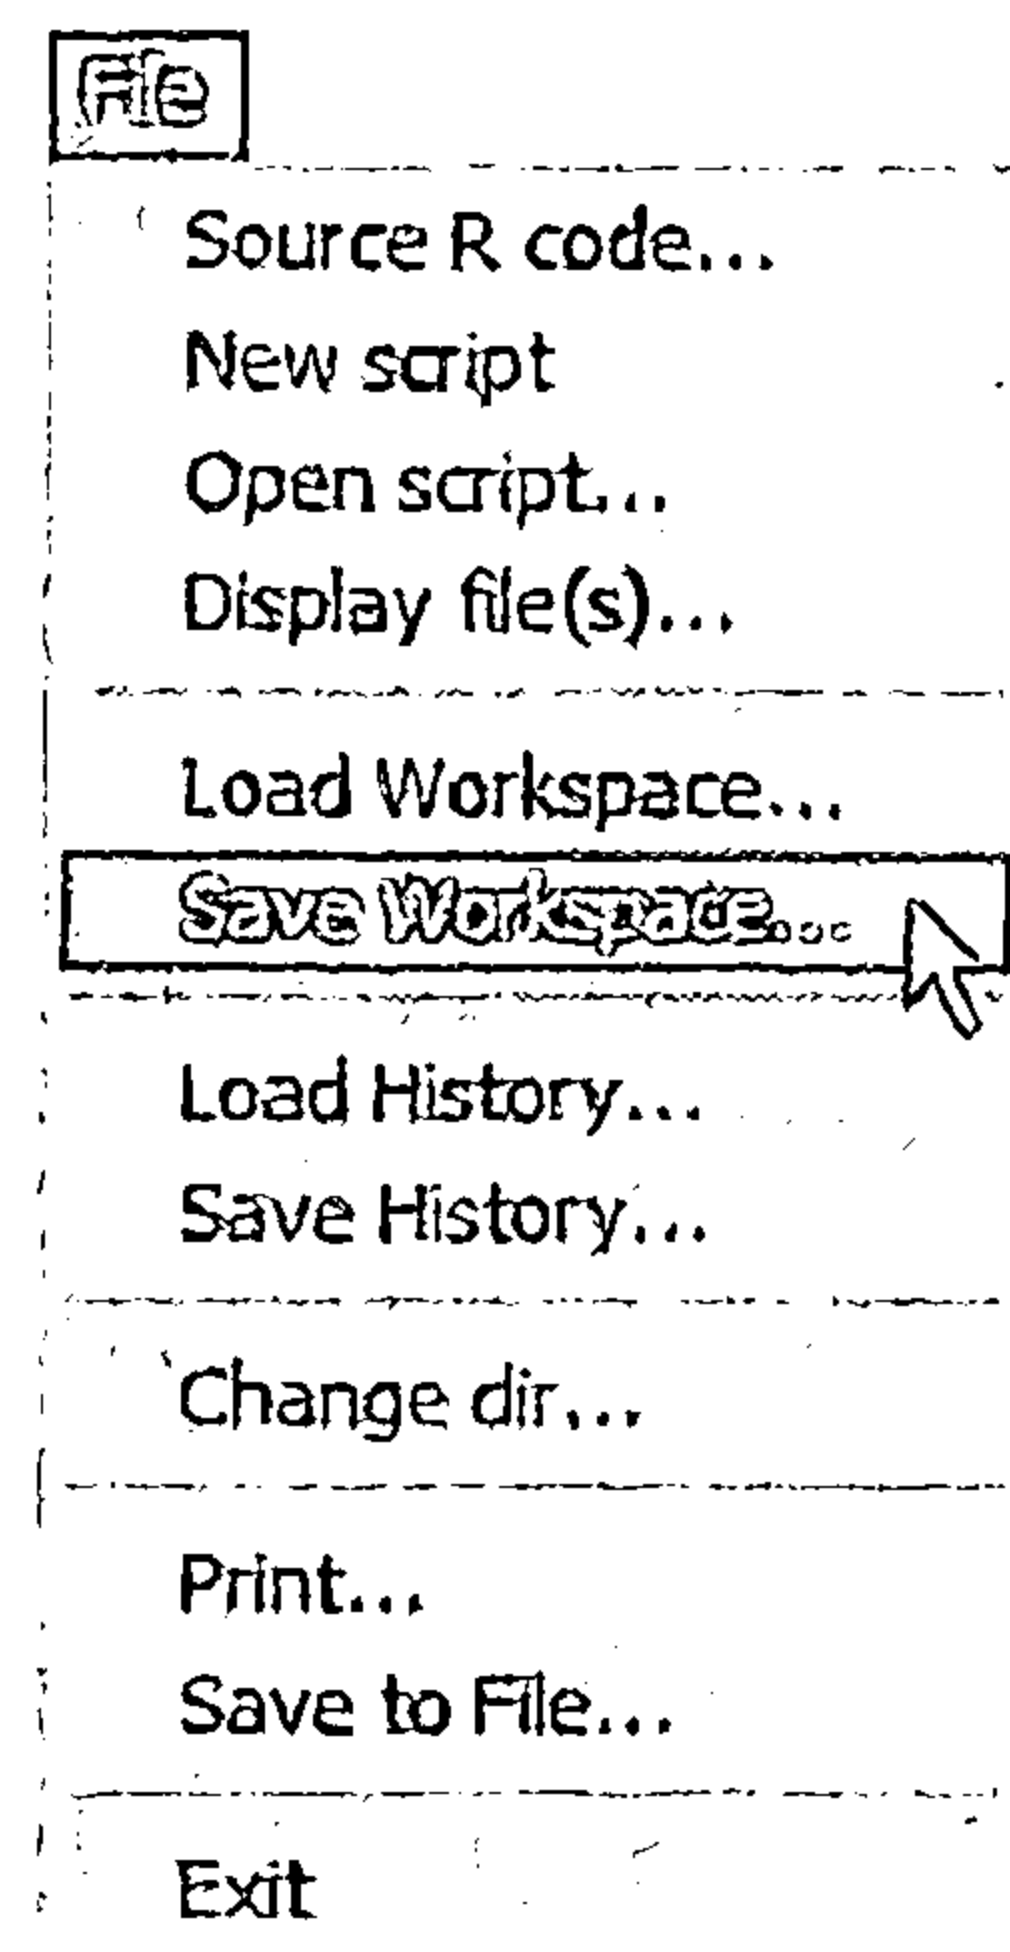 File
Source R code...
New script
Open script...
Display file(s)...
Load Workspace...
Save Workspace...
Load History...
Save History...
Change dir...
Print...
Save to File...
Exit